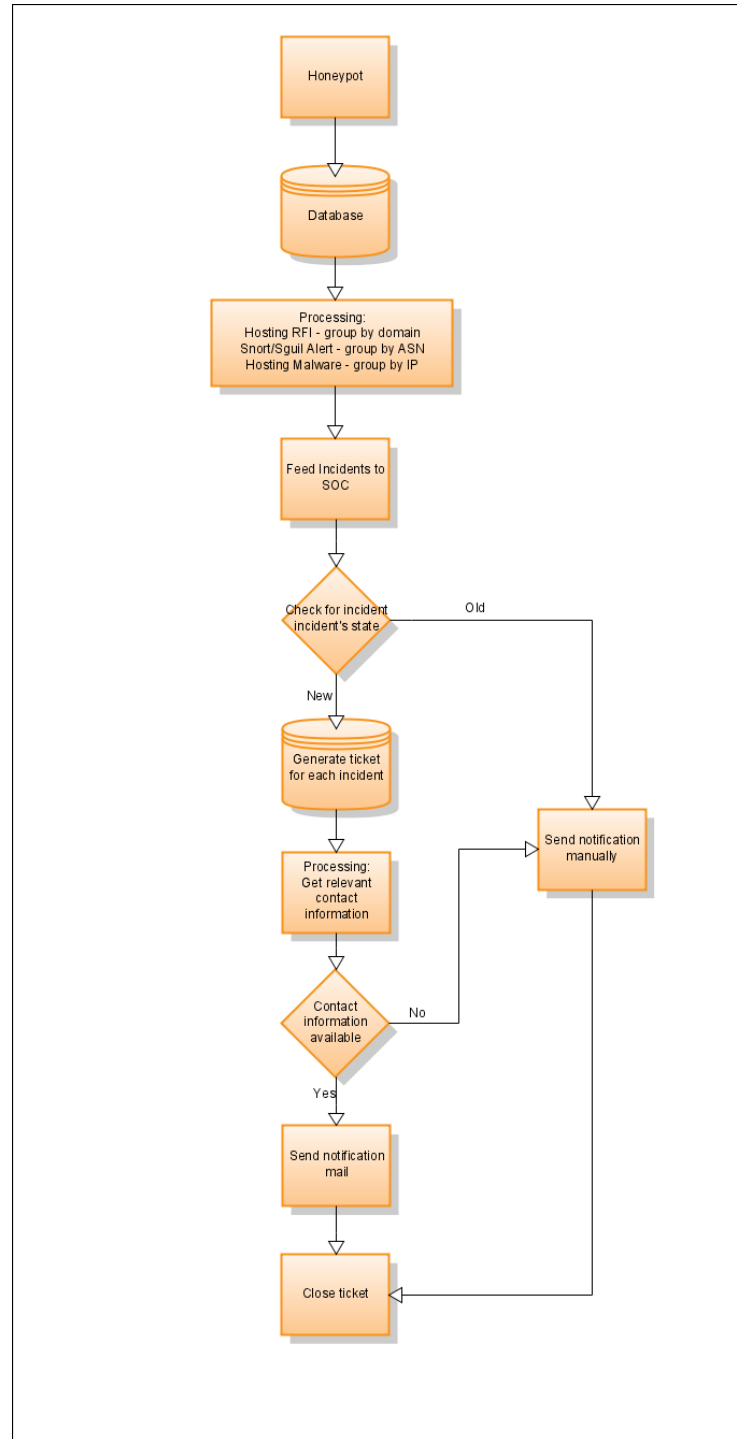 Honeypot
Database
Processing:
Hosting RFI - group by domain
Snort/Sguil Alert - group by ASN
Hosting Malware - group by IP
Feed Incidents to
SOC
Check for incident
incident's state
Old
New
Generate ticket
for each incident
Send notification
manually
Processing:
Get relevant
contact
information
Contact
information
available
No
Yes
Send notification
mail
Close ticket